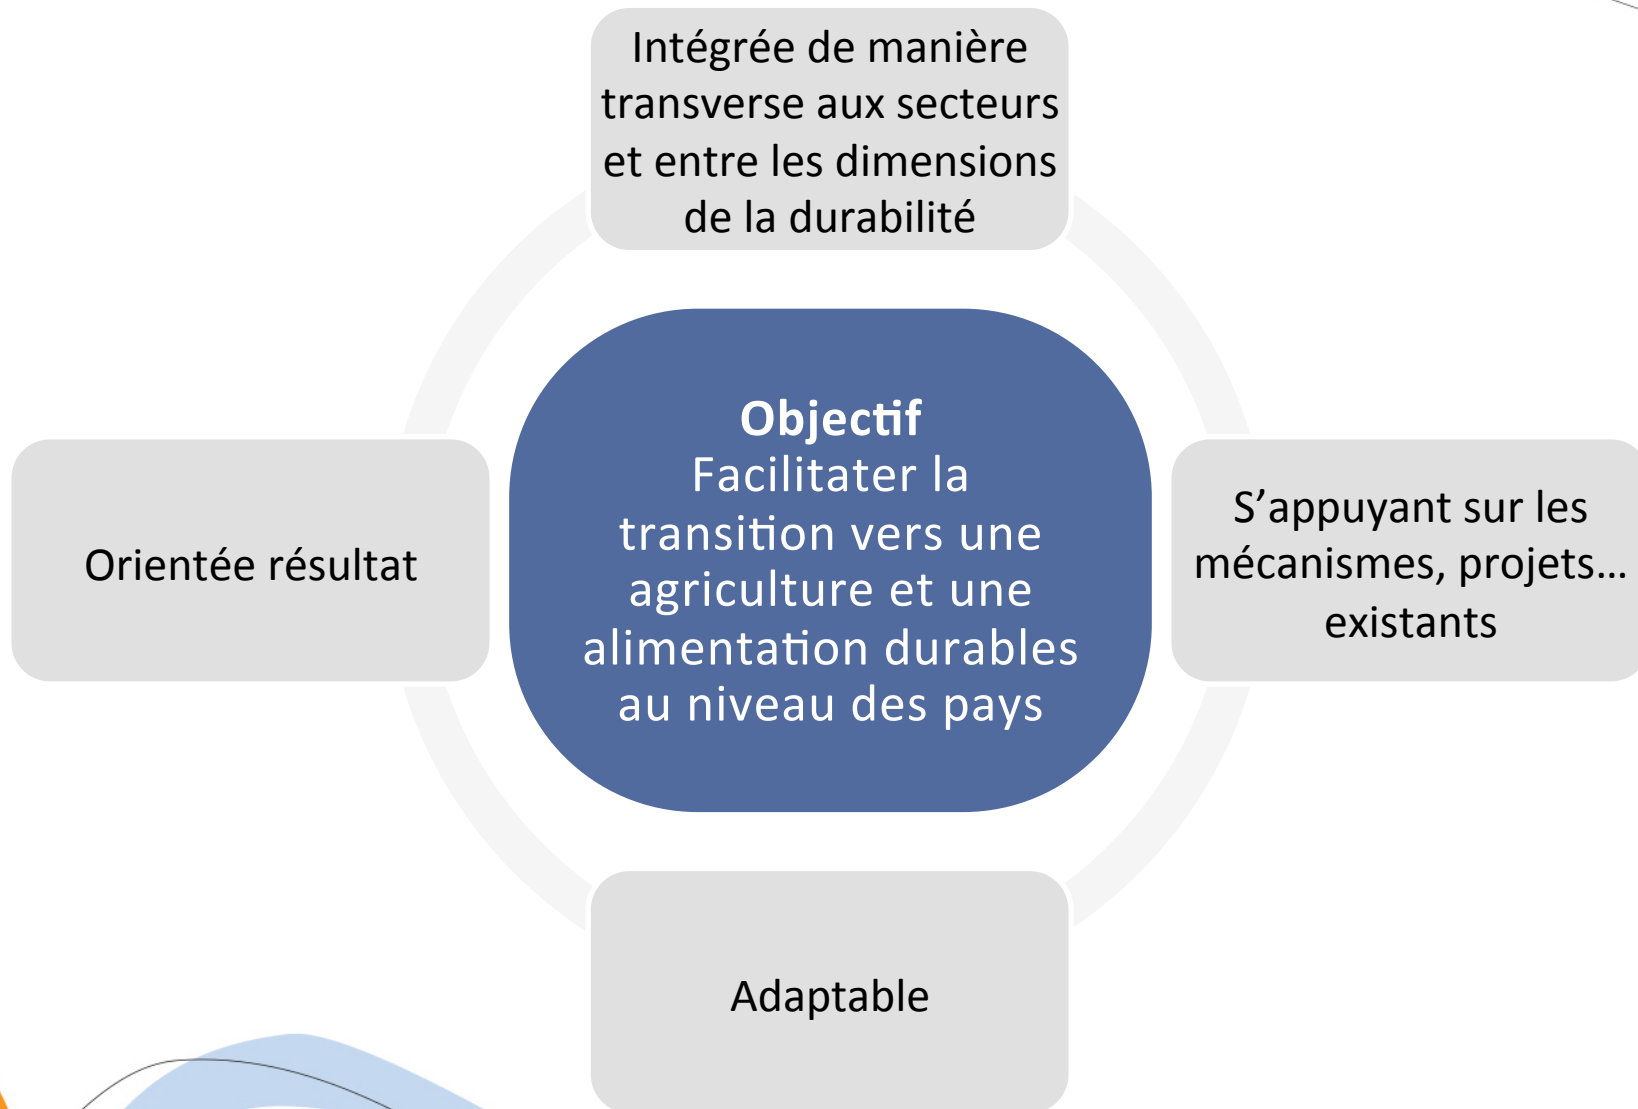 Intégrée de manière
transverse aux secteurs
et entre les dimensions
de la durabilité
Objectif
Facilitater la
transition vers une
agriculture et une
alimentation durables
au niveau des pays
Orientée résultat
S’appuyant sur les
mécanismes, projets…
existants
Adaptable